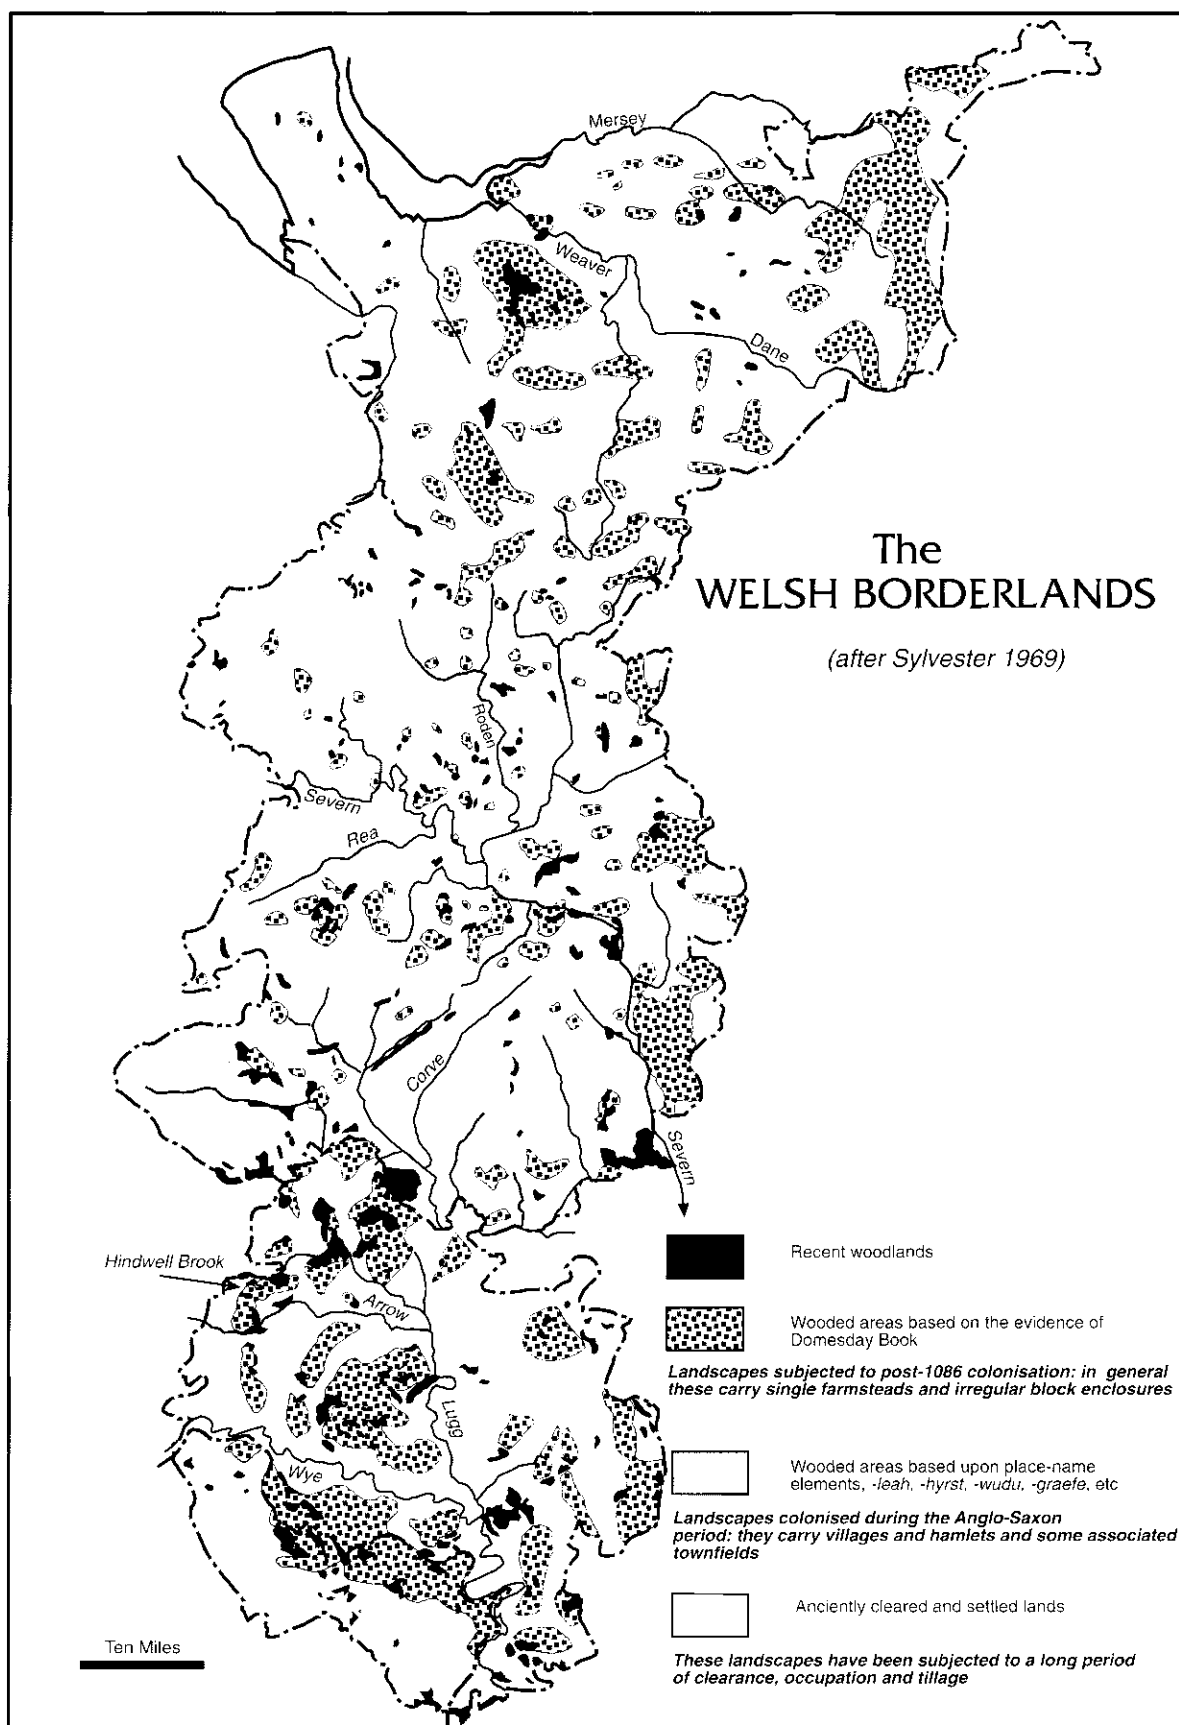 Mersey
Weaver
Dane
The
WELSH BORDERLANDS
(after Sylvester 1969)
Roden
Severn
Rea
Corve
Severn
Hindwell Brook
Arrow
Lugg
Wye
Ten Miles
Recent woodlands
Wooded areas based on the evidence of
Domesday Book
Landscapes subjected to post-1086 colonisation: in general
these carry single farmsteads and irregular block enclosures
Wooded areas based upon place-name
elements, -leah, -hyrst, -wudu, -graefe, etc
Landscapes colonised during the Anglo-Saxon
period: they carry villages and hamlets and some associated
townfields
Anciently cleared and settled lands
These landscapes have been subjected to a long period
of clearance, occupation and tillage